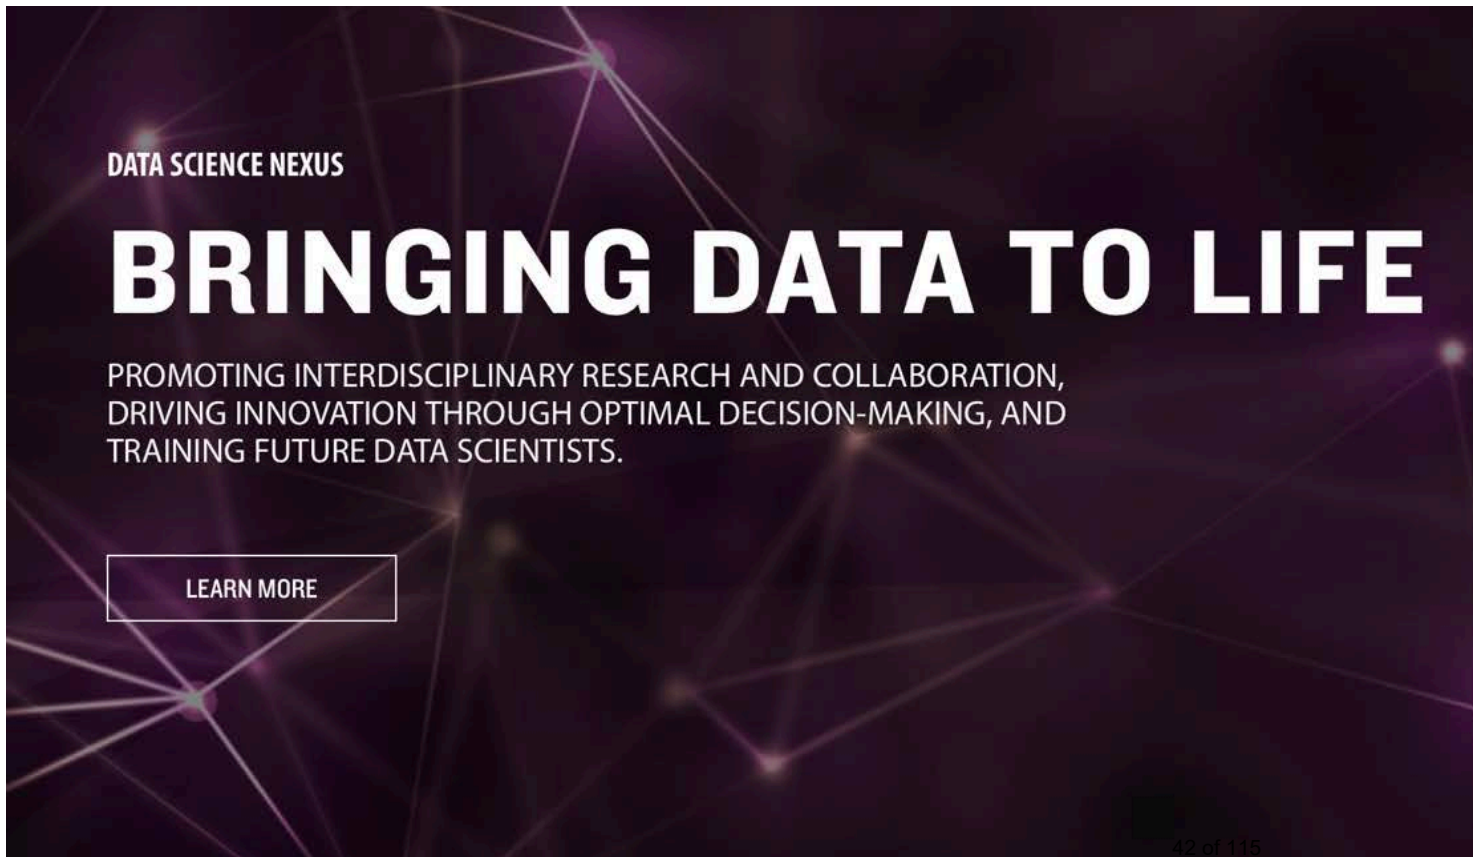 DATA SCIENCE NEXUS
BRINGING DATA TO LIFE
PROMOTING INTERDISCIPLINARY RESEARCH AND COLLABORATION,
DRIVING INNOVATION THROUGH OPTIMAL DECISION-MAKING, AND
TRAINING FUTURE DATA SCIENTISTS.
LEARN MORE
42 of 115